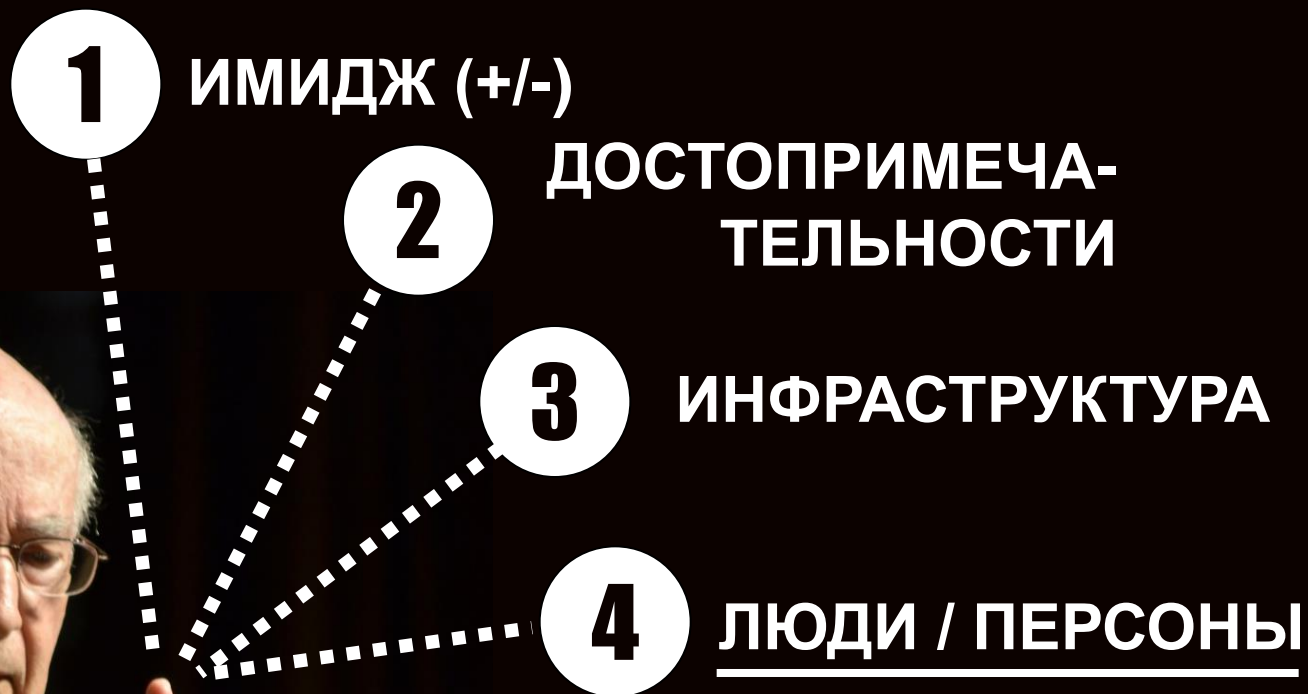 1 ИМИДЖ (+/-)
2 ДОСТОПРИМЕЧА-
ТЕЛЬНОСТИ
3 ИНФРАСТРУКТУРА
4 ЛЮДИ / ПЕРСОНЫ